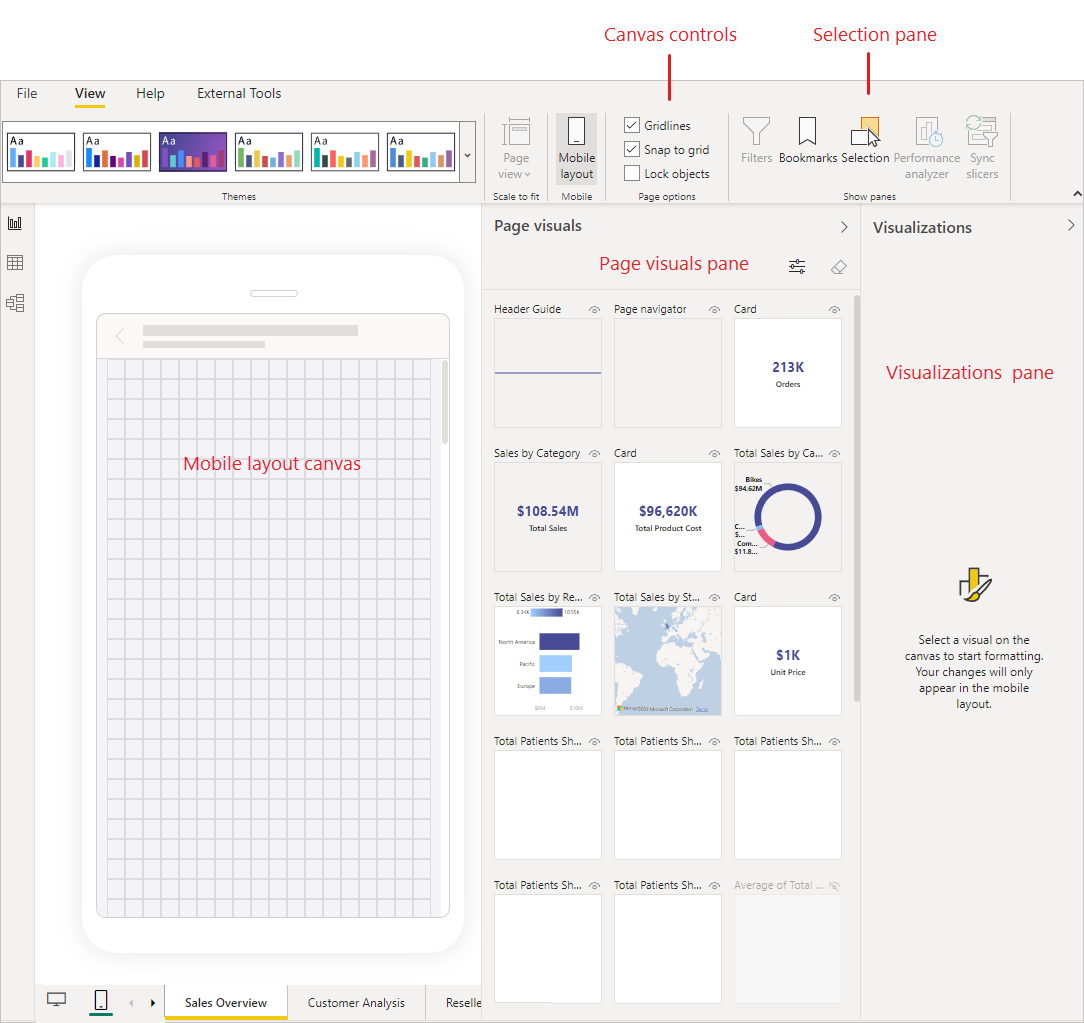 Canvas controls
Selection pane
File
View
Help
External Tools
Aa
Aa
Aa
Aa
Aa
Aa
Themes
Page
view
Scale to fit
Mobile
layout
Mobile
Gridlines
Snap to grid
Lock objects
Page options
Filters
Bookmarks
Selection
Performance
analyzer
Sync
slicers
Show panes
Page visuals
Visualizations
Page visuals pane
Header Guide
Page navigator
Card
213K
Orders
Visualizations pane
Mobile layout canvas
Sales by Category
Card
Total Sales by Ca...
$108.54M
Total Sales
$96,620K
Total Product Cost
Bikes
$94.62M
C...
$...
Com...
$11.8...
Total Sales by Re...
Total Sales by St...
Card
10.55K
North America
Pacific
Europe
$0M
$10M
Microsoft Corporation
Terms
$1K
Unit Price
Select a visual on the
canvas to start formatting.
Your changes will only
appear in the mobile
layout.
Total Patients Sh...
Total Patients Sh...
Total Patients Sh...
Total Patients Sh...
Total Patients Sh...
Average of Total ...
Sales Overview
Customer Analysis
Reselle